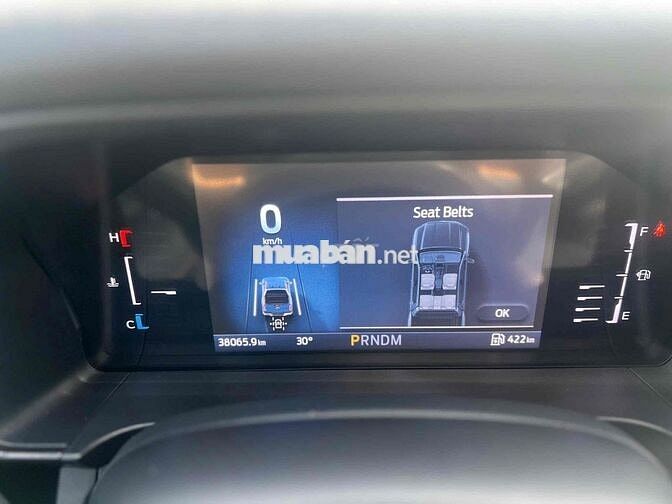 0
km/h
Seat Belts
H
C
F
E
muabán.net
OK
38065.9 km
30°
PRNDM
422 km